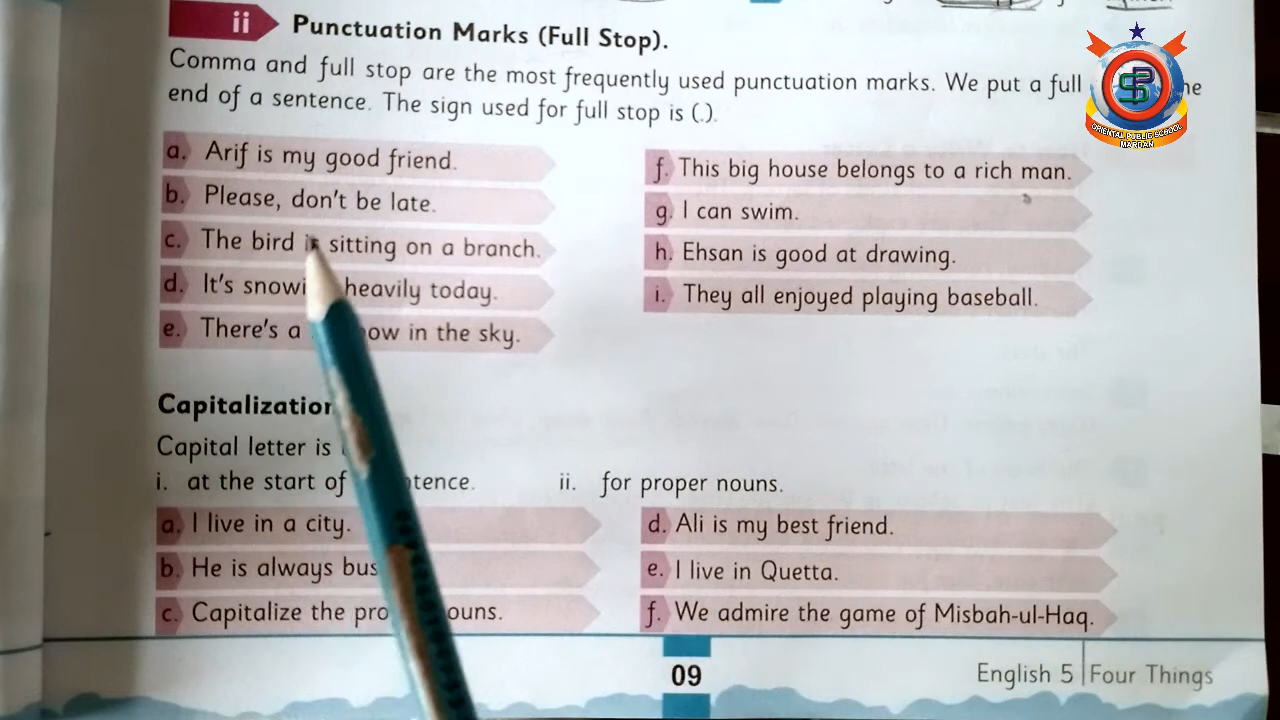 ii Punctuation Marks (Full Stop).
Comma and full stop are the most frequently used punctuation marks. We put a full
end of a sentence. The sign used for full stop is (.).
a. Arif is my good friend.
b. Please, don't be late.
c. The bird is sitting on a branch.
d. It's snowi heavily today.
e. There's a ow in the sky.
f. This big house belongs to a rich man.
g. I can swim.
h. Ehsan is good at drawing.
i. They all enjoyed playing baseball.
Capitalization
Capital letter is
i. at the start of tence.
ii. for proper nouns.
a. I live in a city.
b. He is always bus
c. Capitalize the pro ouns.
d. Ali is my best friend.
e. I live in Quetta.
f. We admire the game of Misbah-ul-Haq.
09
English 5 Four Things
ORIENTAL PUBLIC SCHOOL
MARDAN